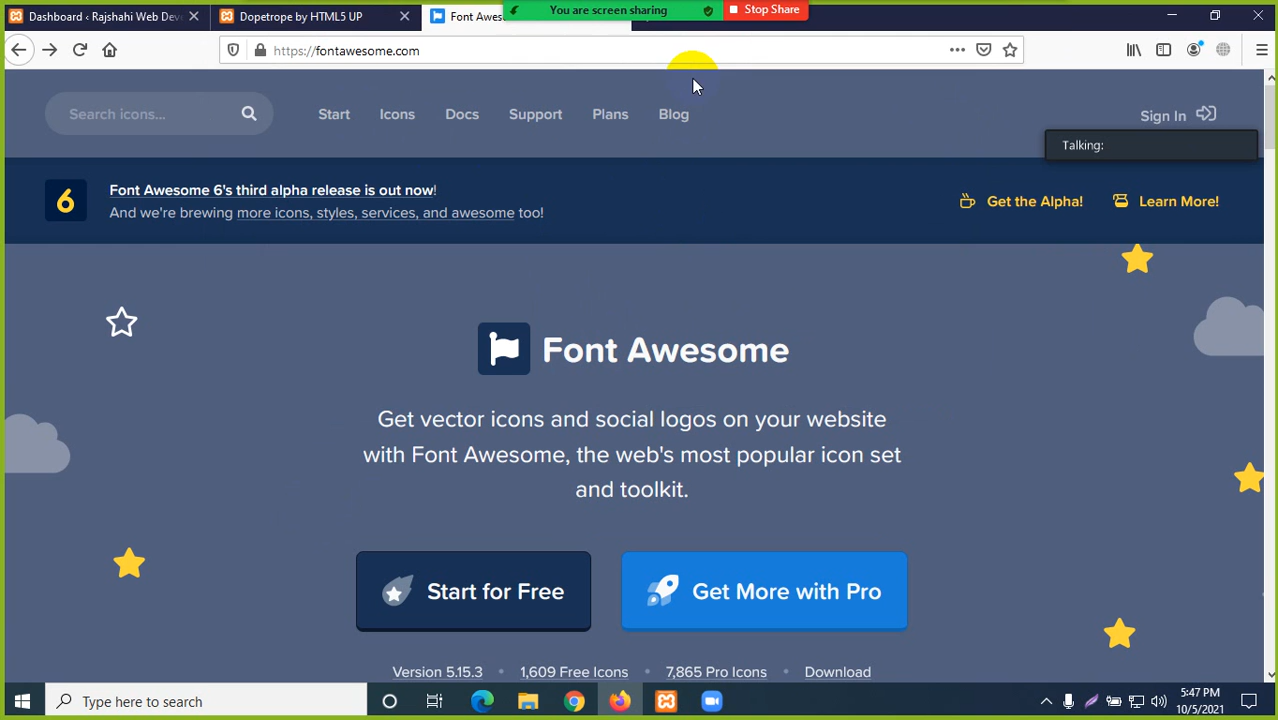 Dashboard ‹ Rajshahi Web Dev
Dopetrope by HTML5 UP
Font Awes
You are screen sharing
Stop Share
https://fontawesome.com
Search icons...
Start
Icons
Docs
Support
Plans
Blog
Sign In
Talking:
6
Font Awesome 6's third alpha release is out now!
And we're brewing more icons, styles, services, and awesome too!
Get the Alpha!
Learn More!
Font Awesome
Get vector icons and social logos on your website
with Font Awesome, the web's most popular icon set
and toolkit.
Start for Free
Get More with Pro
Version 5.15.3
1,609 Free Icons
7,865 Pro Icons
Download
Type here to search
5:47 PM
10/5/2021